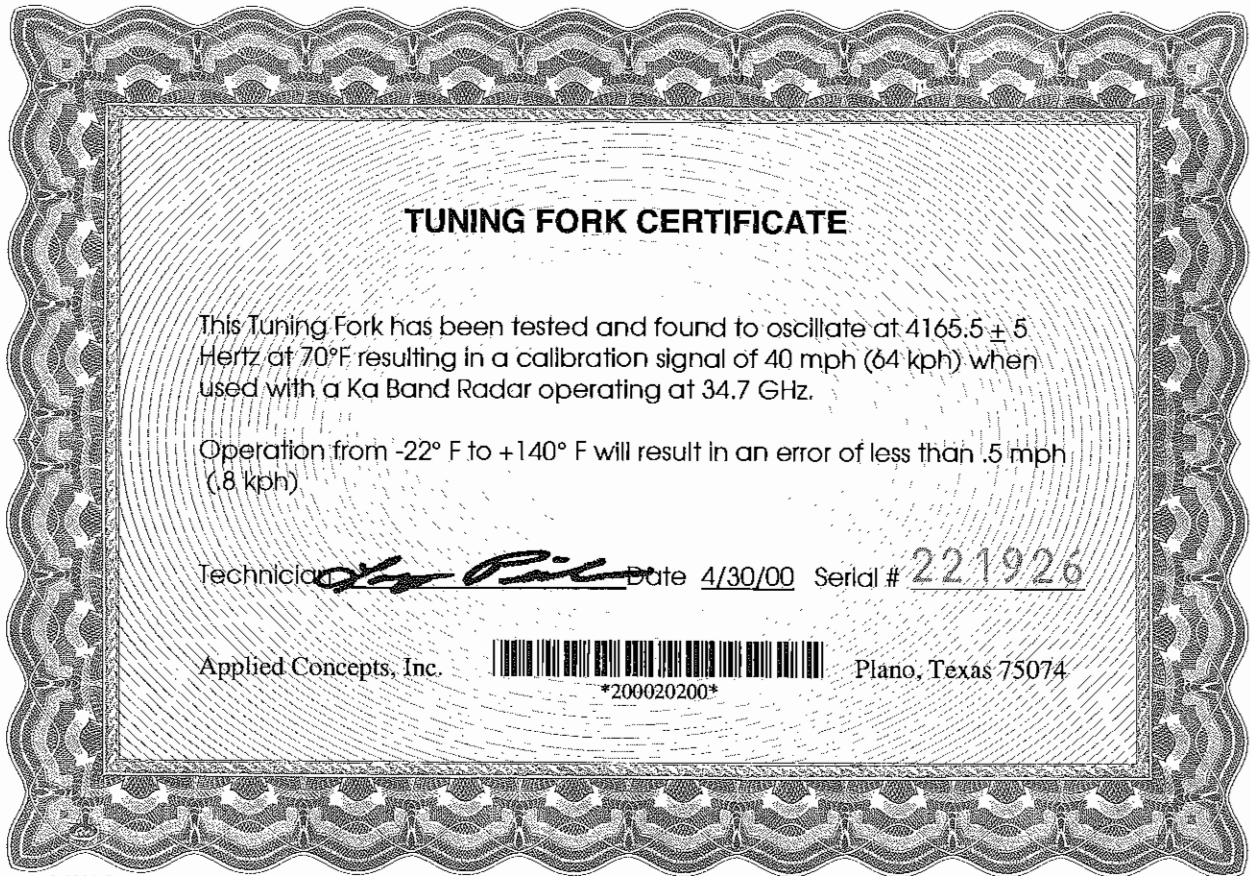 TUNING FORK CERTIFICATE
This Tuning Fork has been tested and found to oscillate at 4165.5 ± 5
Hertz at 70°F resulting in a calibration signal of 40 mph (64 kph) when
used with a Ka Band Radar operating at 34.7 GHz.
Operation from -22° F to +140° F will result in an error of less than .5 mph
(.8 kph)
Technician Date 4/30/00 Serial # 221926
Applied Concepts, Inc. *200020200* Plano, Texas 75074